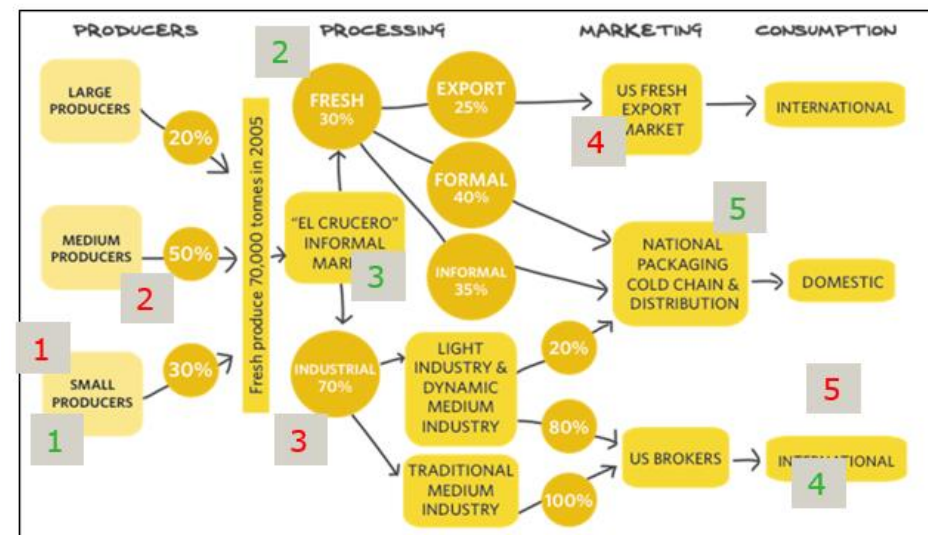 PRODUCERS
PROCESSING
MARKETING
CONSUMPTION
2
LARGE
PRODUCERS
20%
Fresh produce 70,000 tonnes in 2005
FRESH
30%
EXPORT
25%
US FRESH
EXPORT
MARKET
4
INTERNATIONAL
FORMAL
40%
MEDIUM
PRODUCERS
50%
2
"EL CRUCERO"
INFORMAL
3
INFORMAL
35%
5
NATIONAL
PACKAGING
COLD CHAIN &
DISTRIBUTION
DOMESTIC
1
SMALL
PRODUCERS
1
30%
INDUSTRIAL
70%
3
LIGHT
INDUSTRY &
DYNAMIC
MEDIUM
INDUSTRY
20%
80%
5
TRADITIONAL
MEDIUM
INDUSTRY
100%
US BROKERS
INTERNATIONAL
4